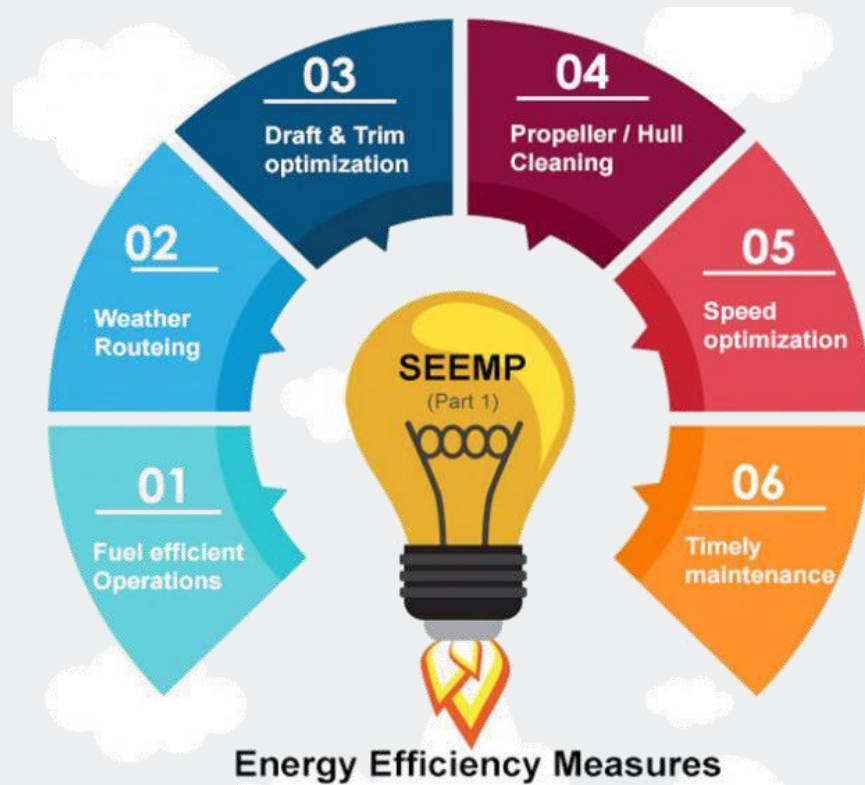 01
Fuel efficient
Operations
02
Weather
Routeing
03
Draft & Trim
optimization
04
Propeller / Hull
Cleaning
05
Speed
optimization
06
Timely
maintenance
SEEMP
(Part 1)
Energy Efficiency Measures